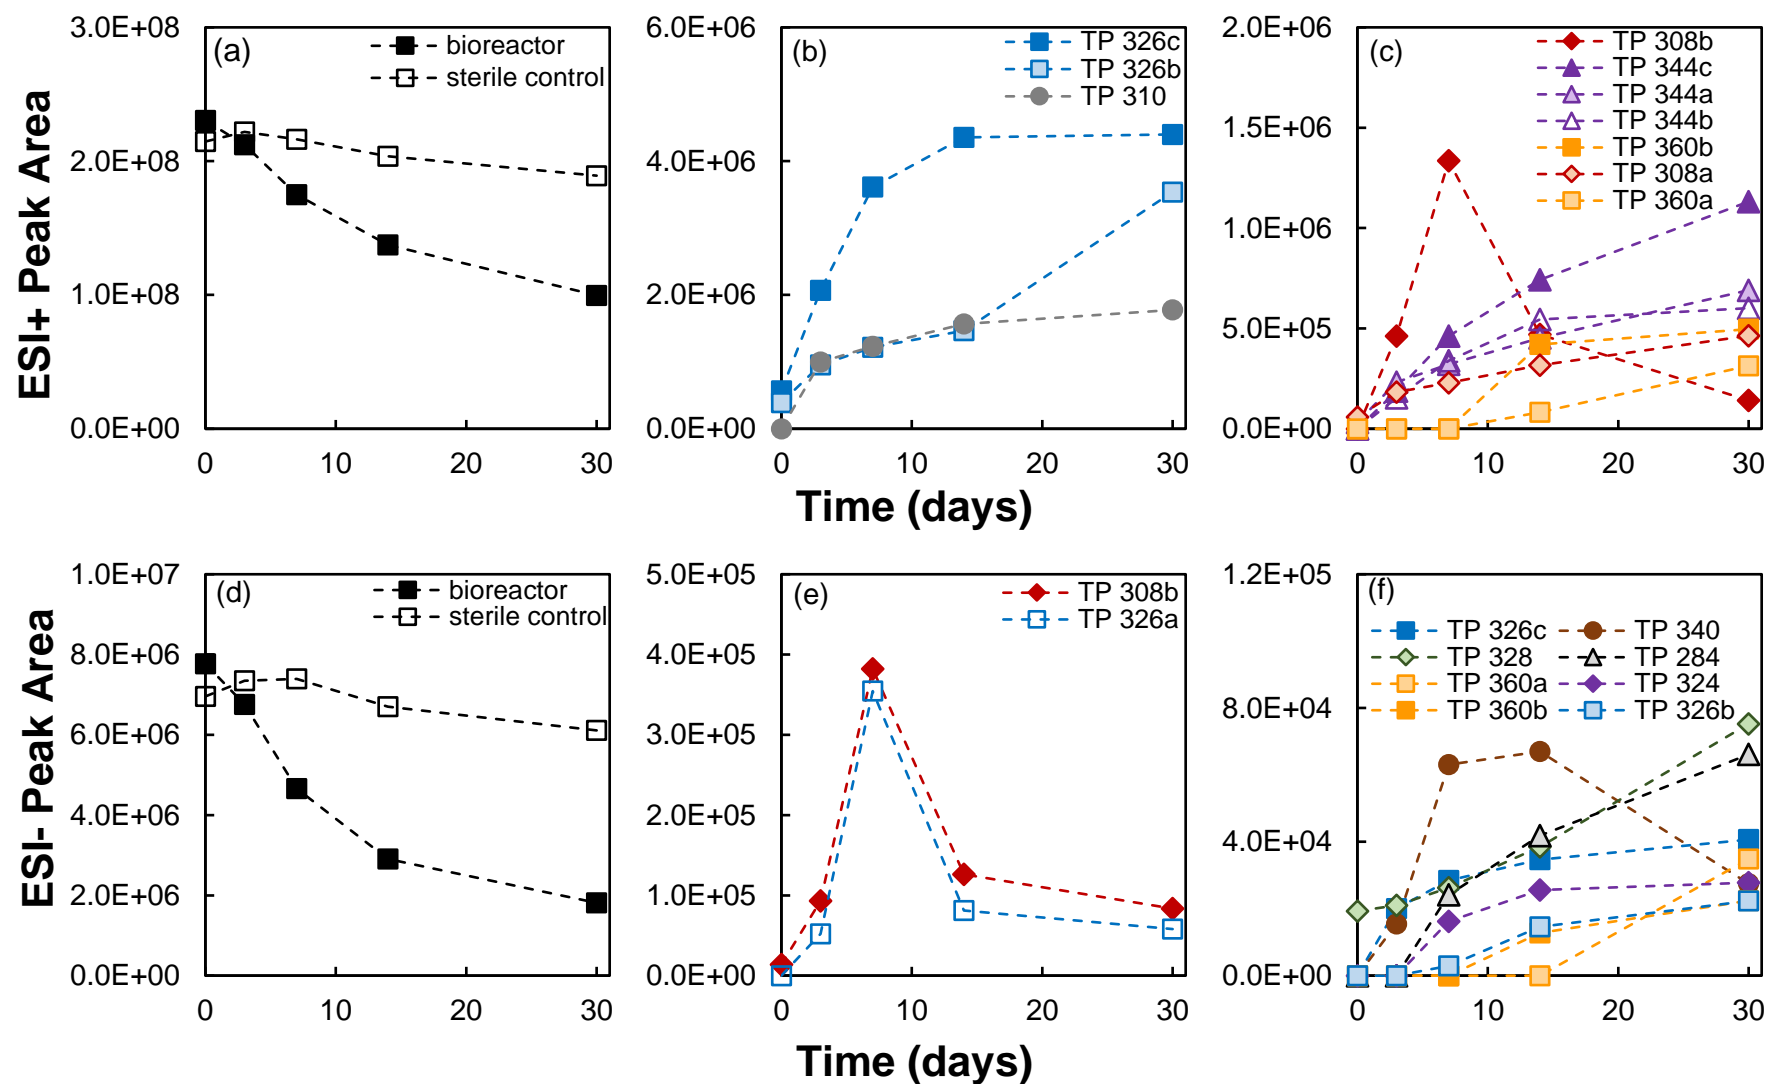 ESI+ Peak Area
3.0E+08
2.0E+08
1.0E+08
0.0E+00
(a)
bioreactor
sterile control
0 10 20 30
6.0E+06
4.0E+06
2.0E+06
0.0E+00
(b)
TP 326c
TP 326b
TP 310
0 10 20 30
2.0E+06
1.5E+06
1.0E+06
5.0E+05
0.0E+00
(c)
TP 308b
TP 344c
TP 344a
TP 344b
TP 360b
TP 308a
TP 360a
0 10 20 30
Time (days)
ESI- Peak Area
1.0E+07
8.0E+06
6.0E+06
4.0E+06
2.0E+06
0.0E+00
(d)
bioreactor
sterile control
0 10 20 30
5.0E+05
4.0E+05
3.0E+05
2.0E+05
1.0E+05
0.0E+00
(e)
TP 308b
TP 326a
0 10 20 30
1.2E+05
8.0E+04
4.0E+04
0.0E+00
(f)
TP 326c TP 340
TP 328 TP 284
TP 360a TP 324
TP 360b TP 326b
0 10 20 30
Time (days)